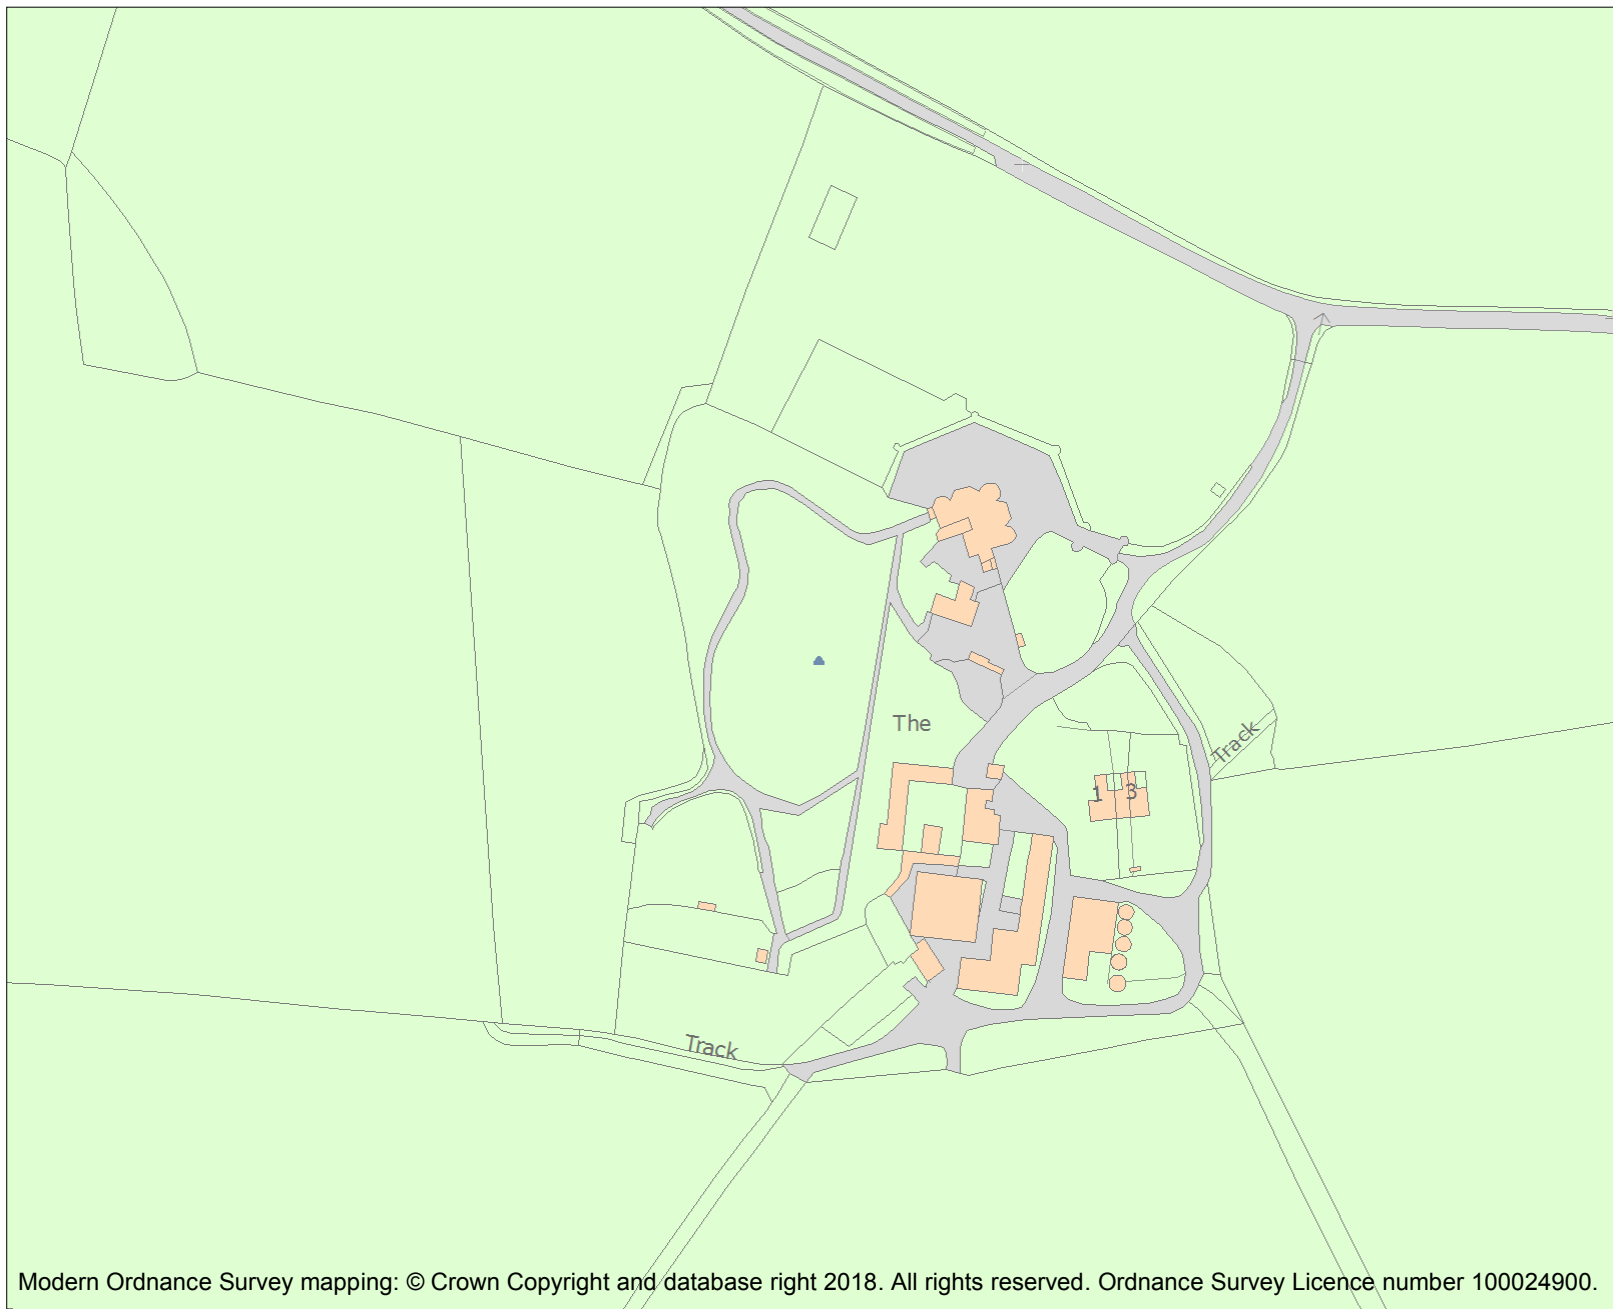 The
Track
1 3
Track
Modern Ordnance Survey mapping: © Crown Copyright and database right 2018. All rights reserved. Ordnance Survey Licence number 100024900.